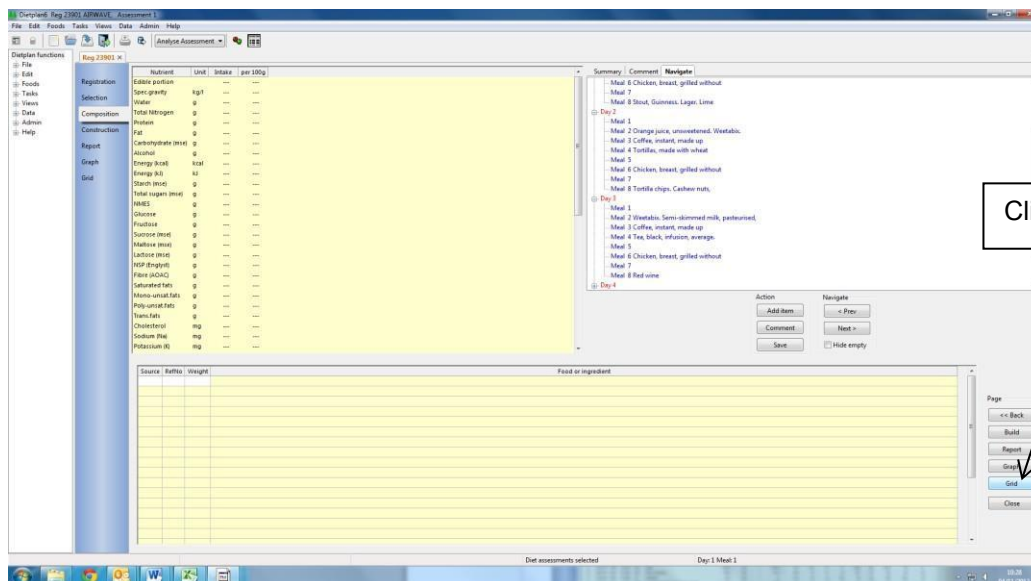 Dietplan6 Reg 23901 AIRWAVE, Assessment 1
File Edit Foods Tasks Views Data Admin Help
Analyse Assessment
Dietplan functions
File
Edit
Foods
Tasks
Views
Data
Admin
Help
Reg 23901
Registration
Selection
Composition
Construction
Report
Graph
Grid
Nutrient Unit Intake per 100g
Edible portion --- ---
Spec.gravity kg/l --- ---
Water g --- ---
Total Nitrogen g --- ---
Protein g --- ---
Fat g --- ---
Carbohydrate (mse) g --- ---
Alcohol g --- ---
Energy (kcal) kcal --- ---
Energy (kJ) kJ --- ---
Starch (mse) g --- ---
Total sugars (mse) g --- ---
NMES g --- ---
Glucose g --- ---
Fructose g --- ---
Sucrose (mse) g --- ---
Maltose (mse) g --- ---
Lactose (mse) g --- ---
NSP (Englyst) g --- ---
Fibre (AOAC) g --- ---
Saturated fats g --- ---
Mono-unsat.fats g --- ---
Poly-unsat.fats g --- ---
Trans fats g --- ---
Cholesterol mg --- ---
Sodium (Na) mg --- ---
Potassium (K) mg --- ---
Summary Comment Navigate
Meal 6 Chicken, breast, grilled without
Meal 7
Meal 8 Stout, Guinness. Lager, Lime
Day 2
Meal 1
Meal 2 Orange juice, unsweetened. Weetabix.
Meal 3 Coffee, instant, made up
Meal 4 Tortillas, made with wheat
Meal 5
Meal 6 Chicken, breast, grilled without
Meal 7
Meal 8 Tortilla chips. Cashew nuts,
Day 3
Meal 1
Meal 2 Weetabix. Semi-skimmed milk, pasteurised,
Meal 3 Coffee, instant, made up
Meal 4 Tea, black, infusion, average.
Meal 5
Meal 6 Chicken, breast, grilled without
Meal 7
Meal 8 Red wine
Day 4
Action Navigate
Add item < Prev
Comment Next >
Save Hide empty
Source RefNo Weight Food or ingredient
Page
<< Back
Build
Report
Graph
Grid
Close
Diet assessments selected Day: 1 Meal: 1
10:38